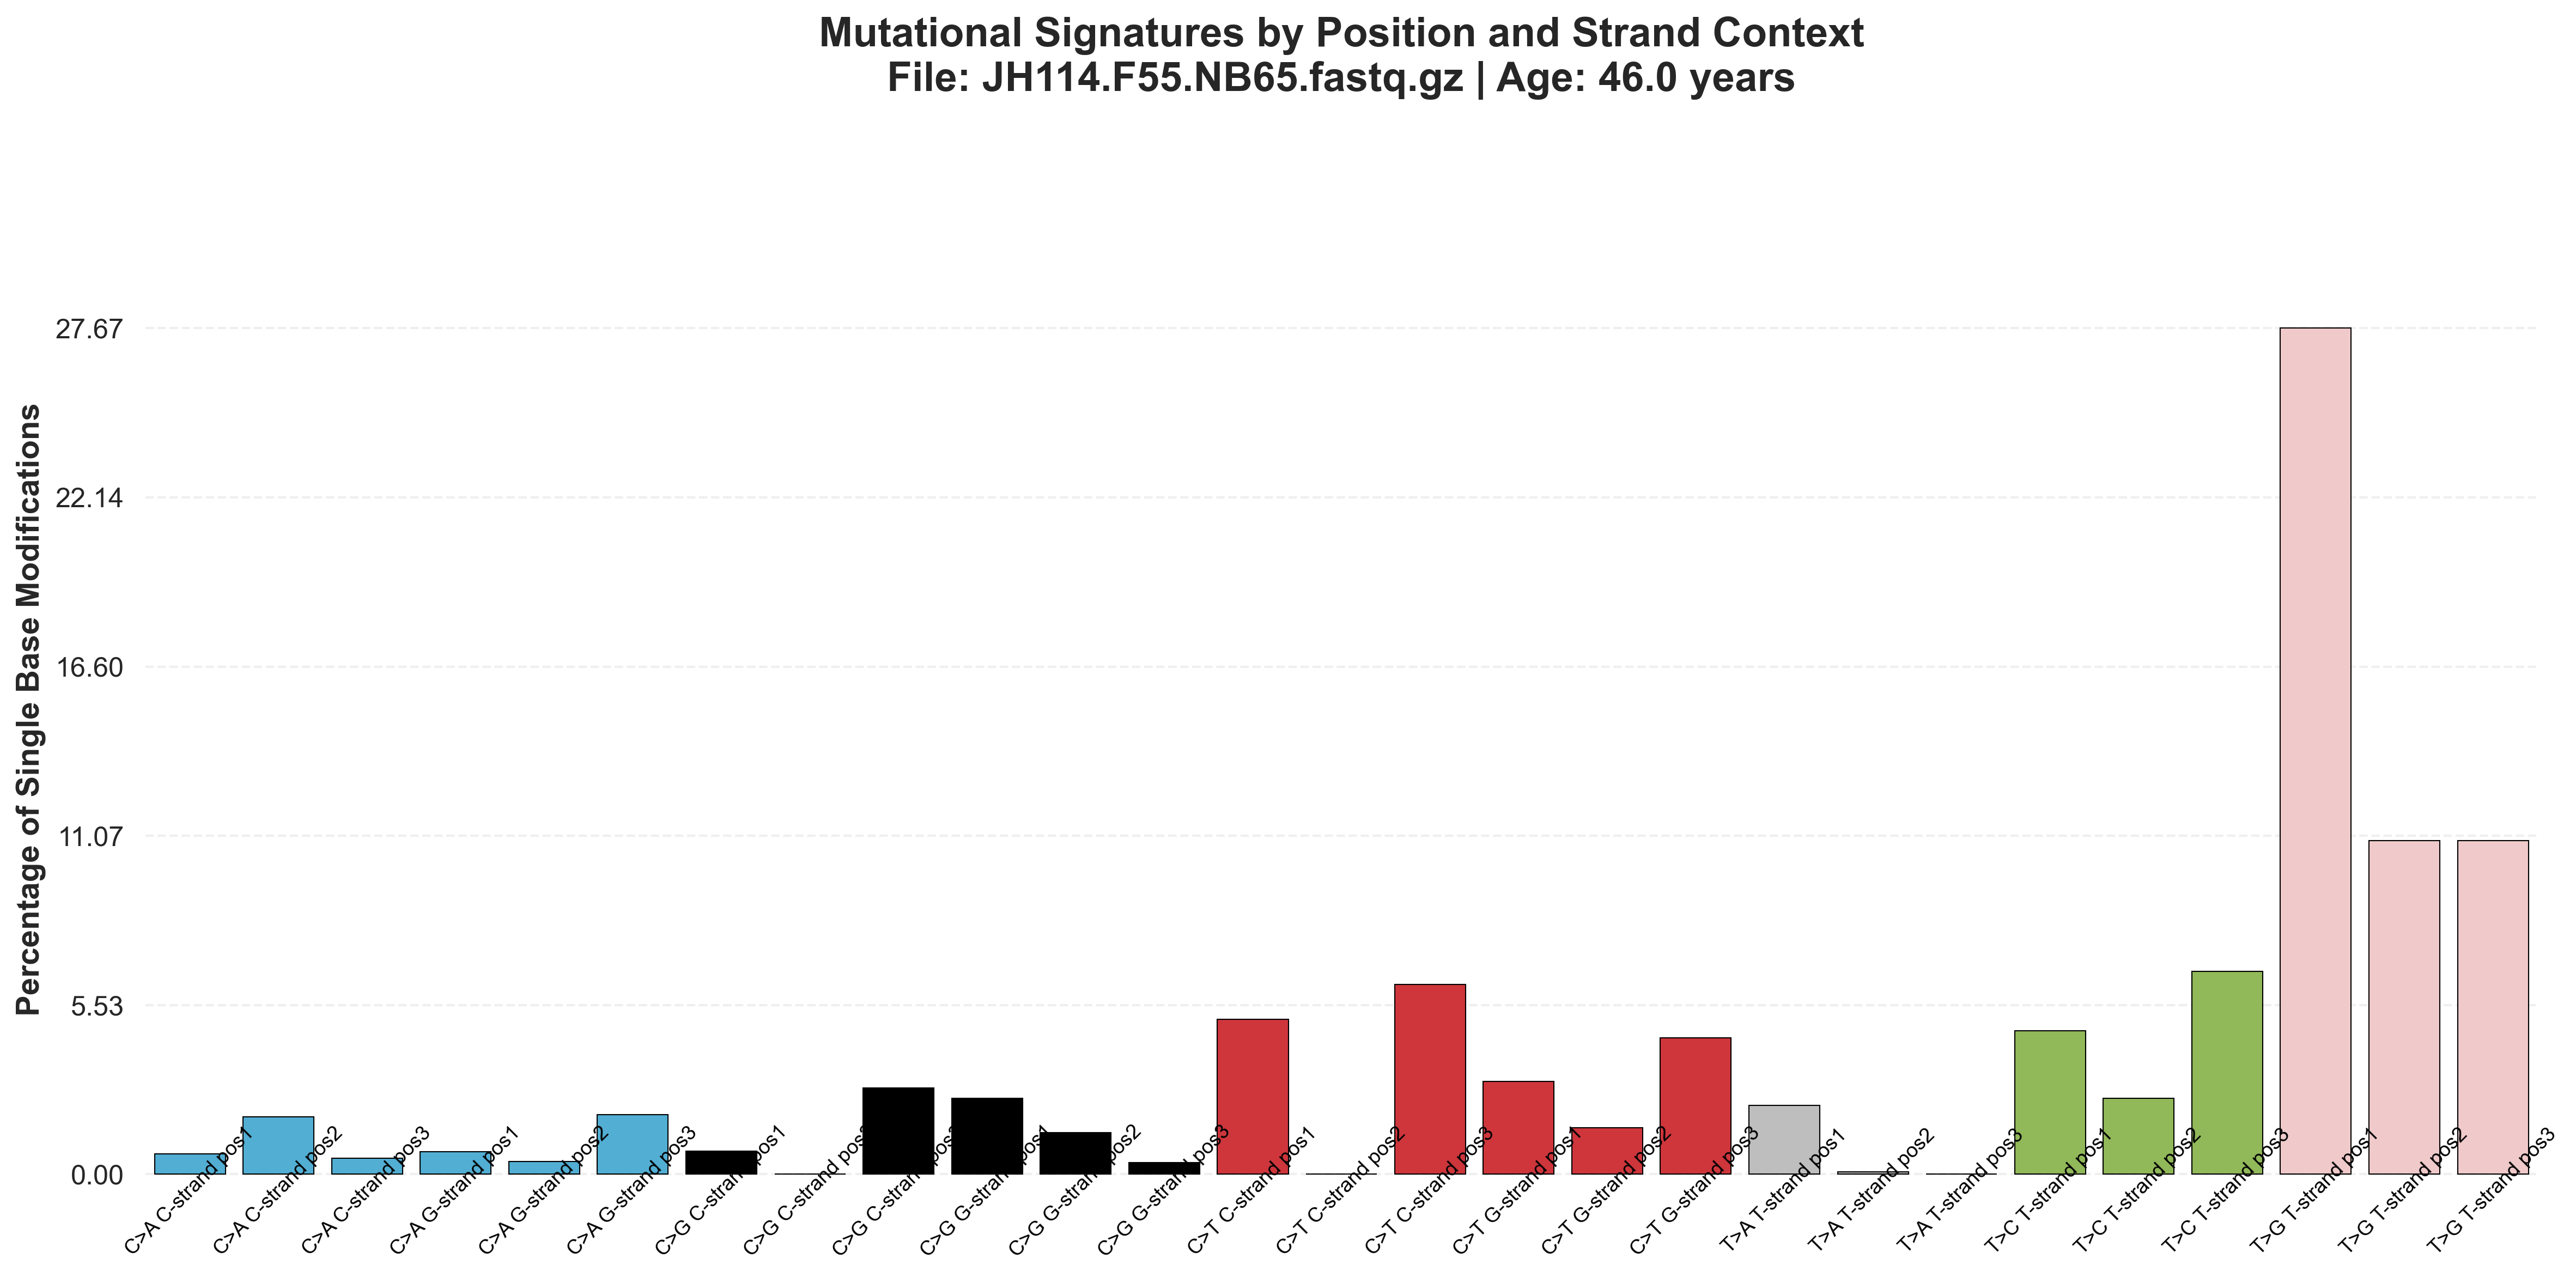 Mutational Signatures by Position and Strand Context
File: JH114.F55.NB65.fastq.gz | Age: 46.0 years
Percentage of Single Base Modifications
27.67
22.14
16.60
11.07
5.53
0.00
C>A C-strand pos1
C>A C-strand pos2
C>A C-strand pos3
C>A G-strand pos1
C>A G-strand pos2
C>A G-strand pos3
C>G C-strand pos1
C>G C-strand pos2
C>G C-strand pos3
C>G G-strand pos1
C>G G-strand pos2
C>G G-strand pos3
C>T C-strand pos1
C>T C-strand pos2
C>T C-strand pos3
C>T G-strand pos1
C>T G-strand pos2
C>T G-strand pos3
T>A T-strand pos1
T>A T-strand pos2
T>A T-strand pos3
T>C T-strand pos1
T>C T-strand pos2
T>C T-strand pos3
T>G T-strand pos1
T>G T-strand pos2
T>G T-strand pos3